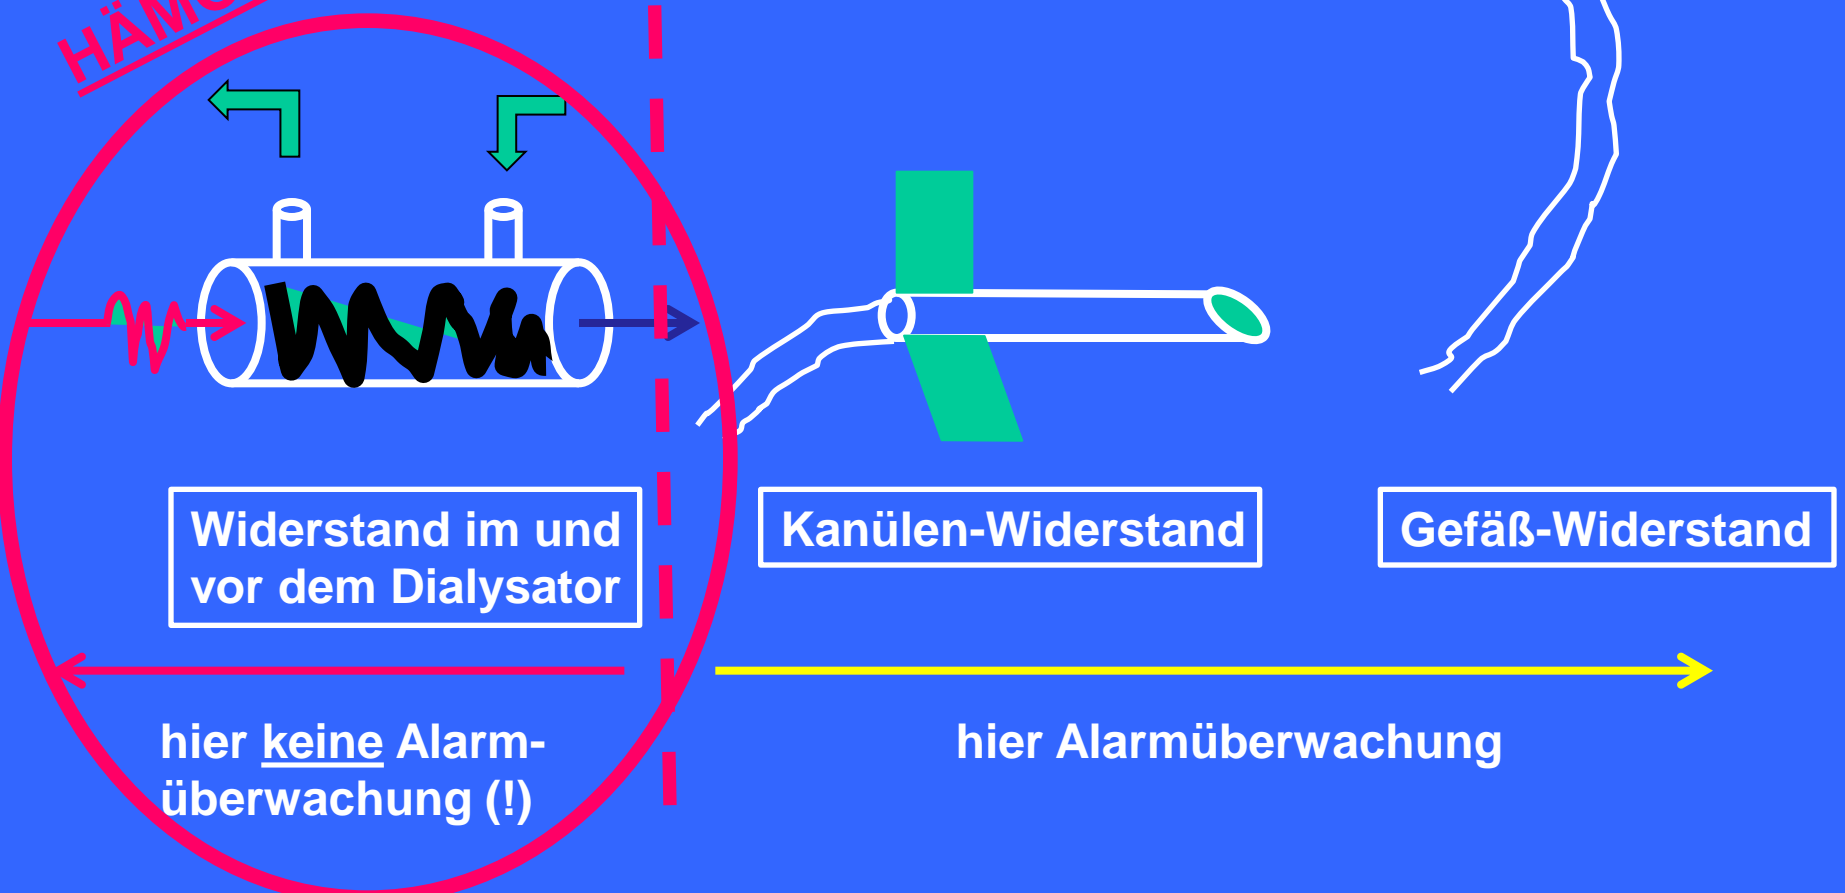 Widerstand im und
vor dem Dialysator
Kanülen-Widerstand
Gefäß-Widerstand
hier keine Alarm-
überwachung (!)
hier Alarmüberwachung